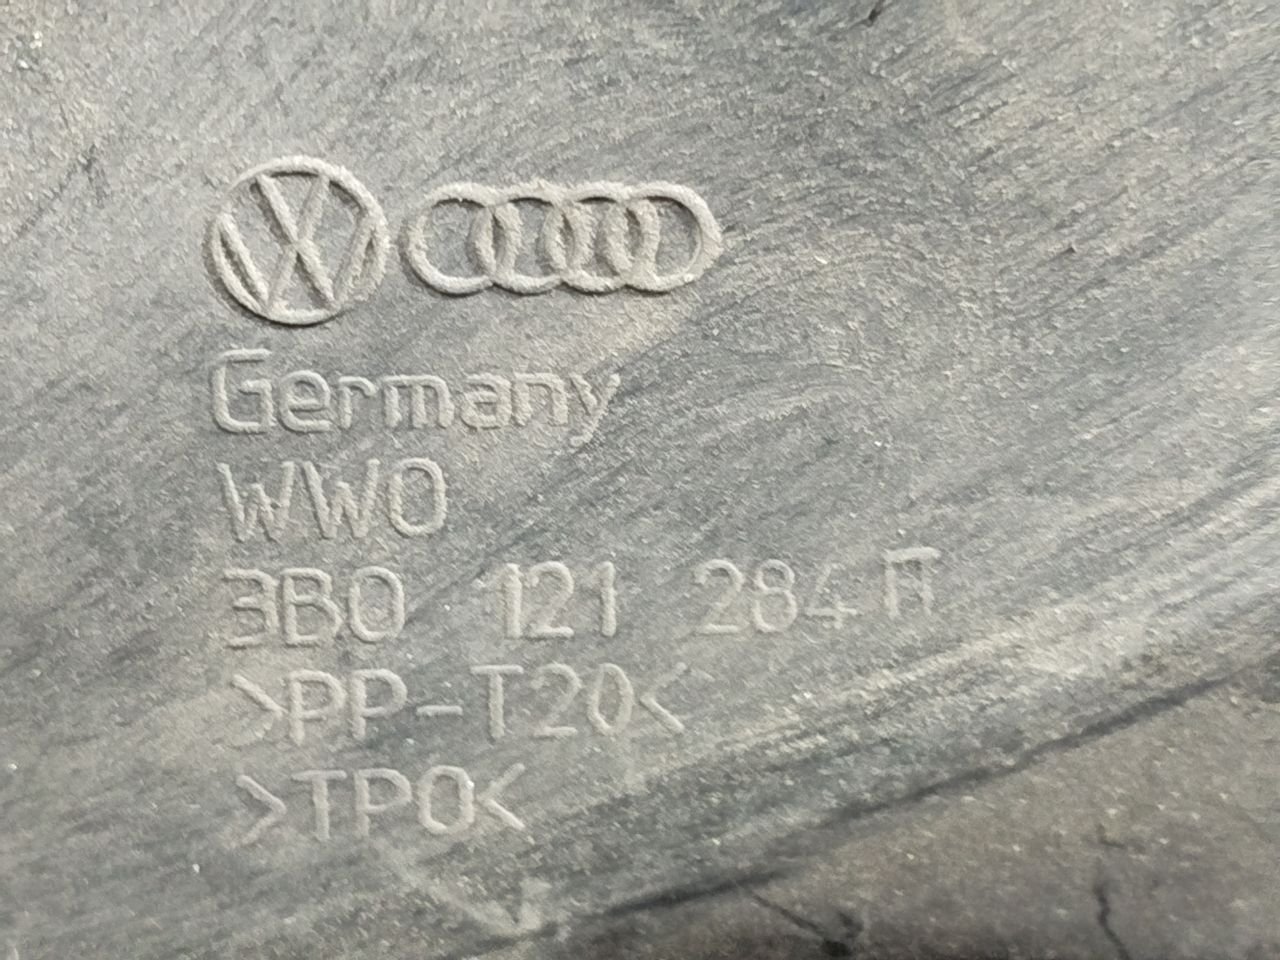 Germany
WWO
3B0 121 284
>PP-T20<
>TPO<